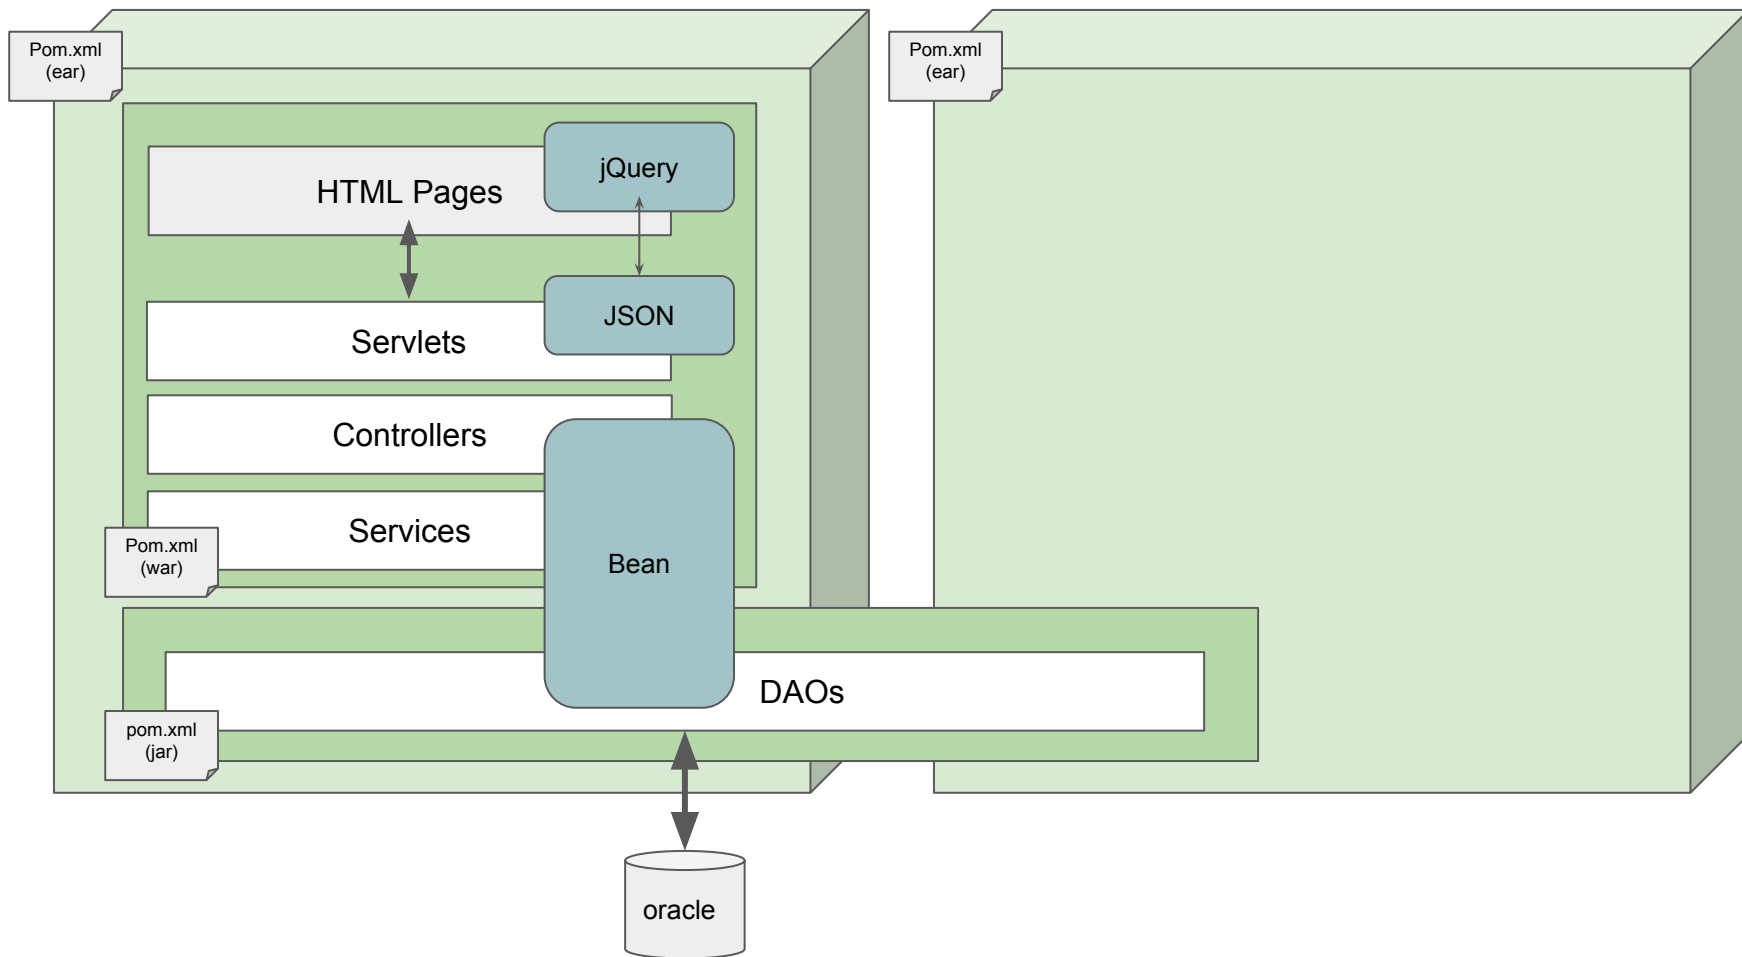 Pom.xml
(ear)
Pom.xml
(ear)
jQuery
HTML Pages
JSON
Servlets
Controllers
Services
Pom.xml
(war)
Bean
DAOs
pom.xml
(jar)
oracle